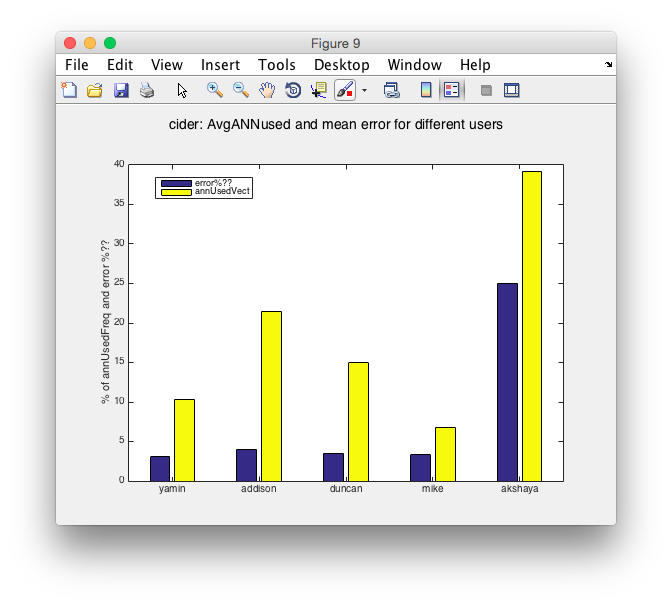 Figure 9
File Edit View Insert Tools Desktop Window Help
cider: AvgANNused and mean error for different users
error%??
annUsedVect
% of annUsedFreq and error %??
40
35
30
25
20
15
10
5
0
yamin addison duncan mike akshaya